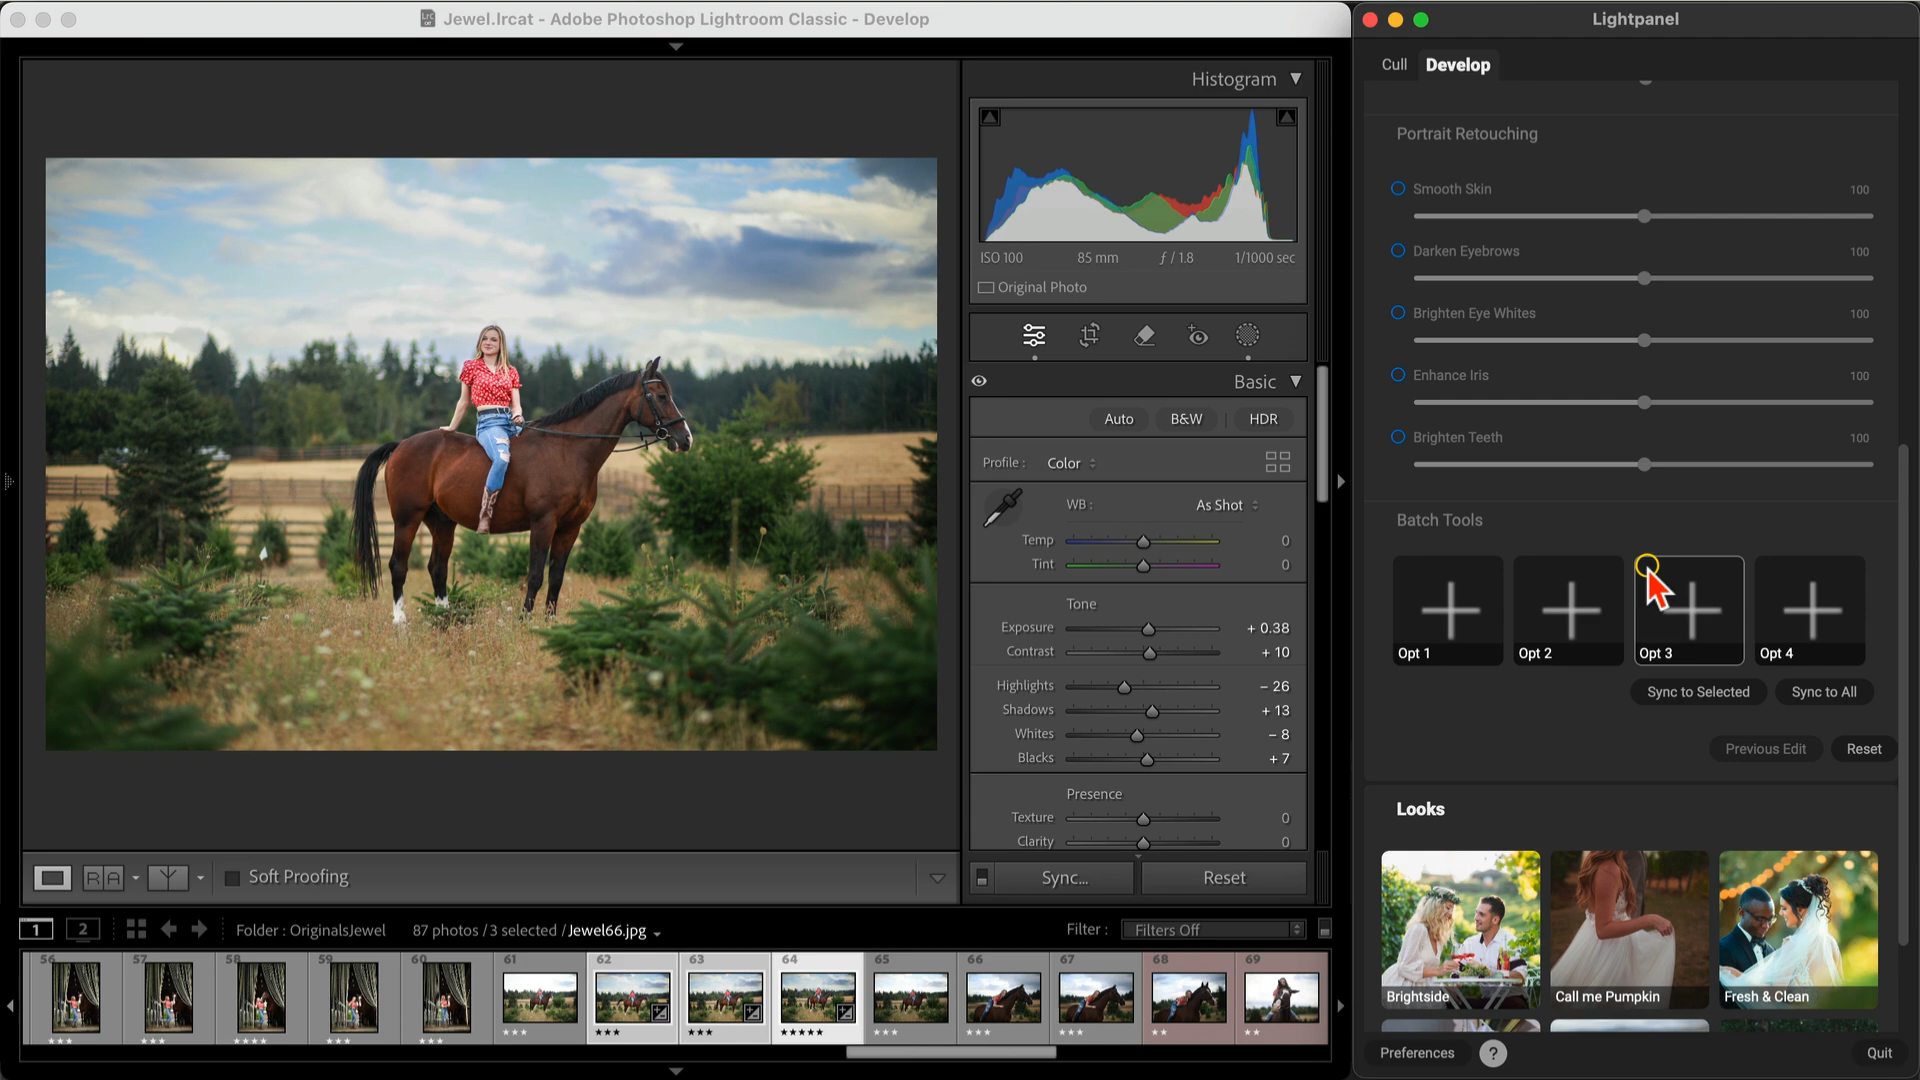 Jewel.lrcat - Adobe Photoshop Lightroom Classic - Develop
Histogram
ISO 100 85 mm ƒ / 1.8 1/1000 sec
Original Photo
Basic
Auto B&W HDR
Profile : Color
WB : As Shot
Temp 0
Tint 0
Tone
Exposure + 0.38
Contrast + 10
Highlights − 26
Shadows + 13
Whites − 8
Blacks + 7
Presence
Texture 0
Clarity 0
Soft Proofing
Sync... Reset
1 2 Folder : OriginalsJewel 87 photos / 3 selected / Jewel66.jpg Filter : Filters Off
56 57 58 59 60 61 62 63 64 65 66 67 68 69
Lightpanel
Cull Develop
Portrait Retouching
Smooth Skin 100
Darken Eyebrows 100
Brighten Eye Whites 100
Enhance Iris 100
Brighten Teeth 100
Batch Tools
Opt 1 Opt 2 Opt 3 Opt 4
Sync to Selected Sync to All
Previous Edit Reset
Looks
Brightside Call me Pumpkin Fresh & Clean
Preferences ? Quit